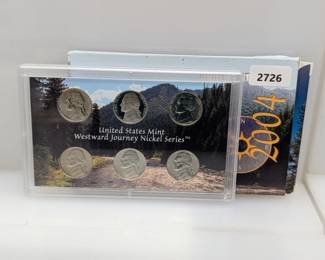 2726
United States Mint
Westward Journey Nickel Series™
2004